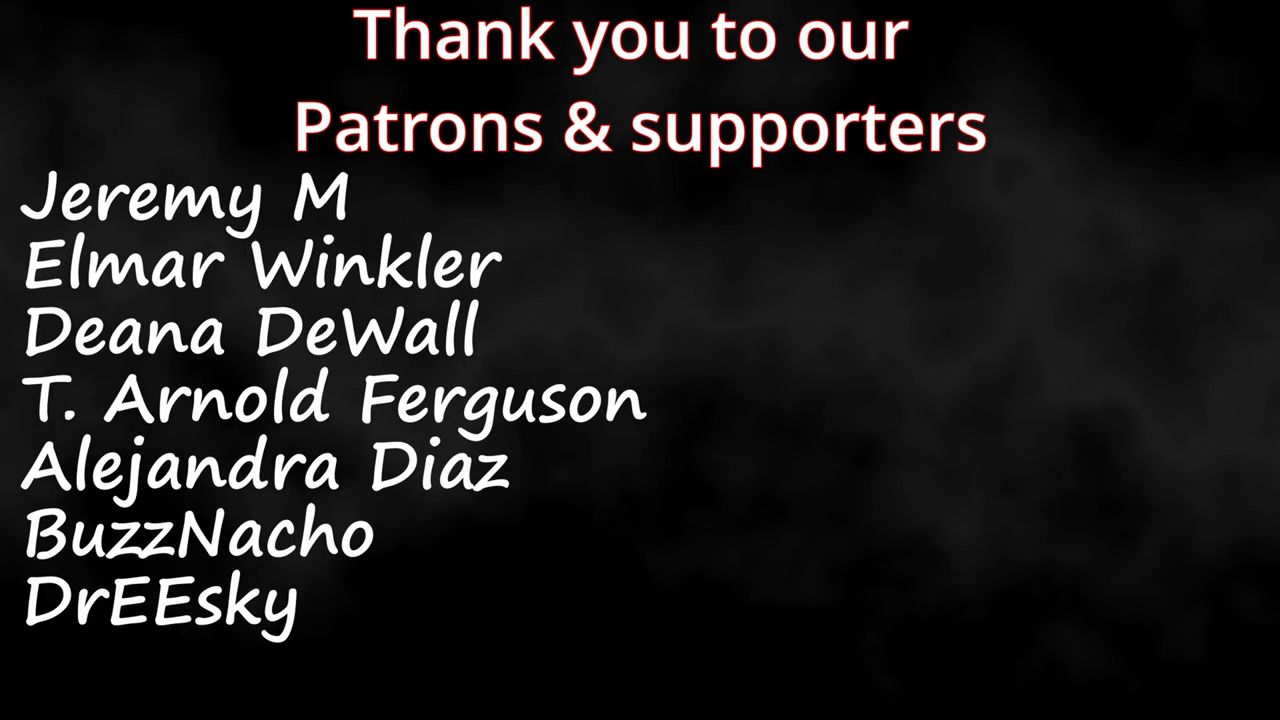 Thank you to our
Patrons & supporters
Jeremy M
Elmar Winkler
Deana DeWall
T. Arnold Ferguson
Alejandra Diaz
BuzzNacho
DrEEsky